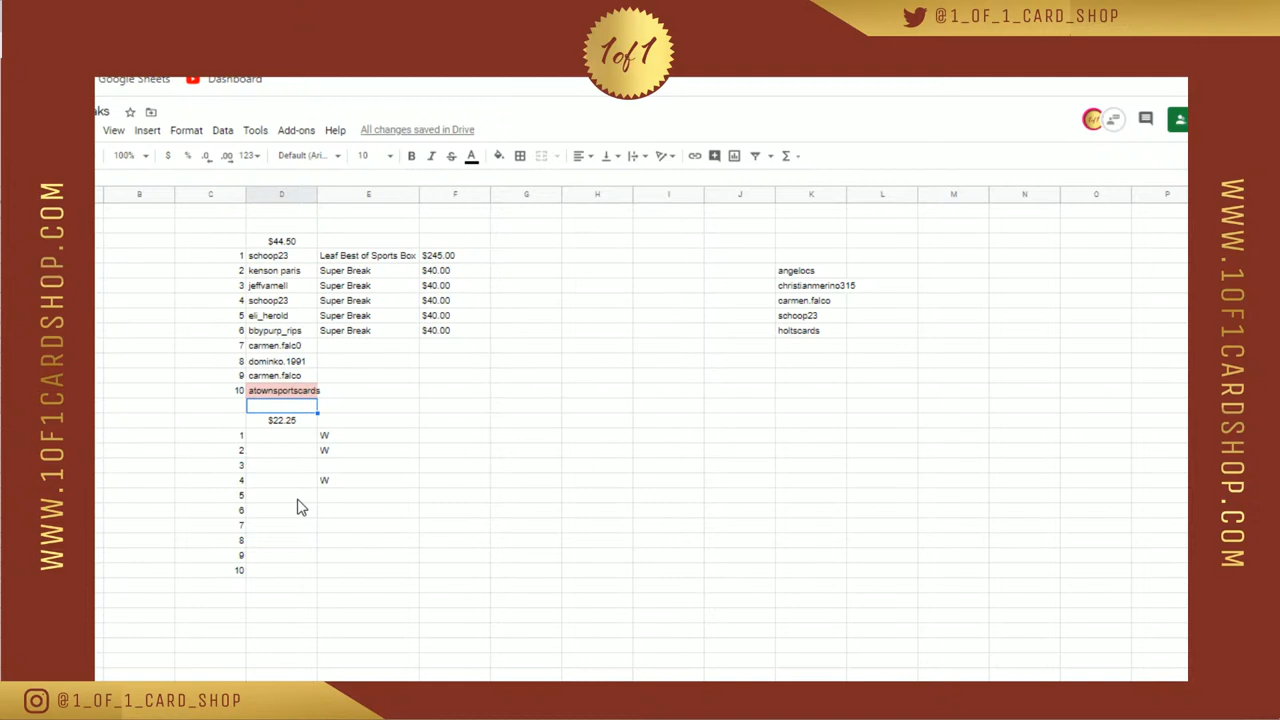 @1_OF_1_CARD_SHOP
1of1
Google Sheets Dashboard
aks
View Insert Format Data Tools Add-ons Help All changes saved in Drive
100% $ % .0 .00 123 Default (Ari... 10 B I S A
B C D E F G H I J K L M N O P
$44.50
1 schoop23 Leaf Best of Sports Box $245.00
2 kenson paris Super Break $40.00 angelocs
3 jeffvarnell Super Break $40.00 christianmerino315
4 schoop23 Super Break $40.00 carmen.falco
5 eli_herold Super Break $40.00 schoop23
6 bbypurp_rips Super Break $40.00 holtscards
7 carmen.falc0
8 dominko.1991
9 carmen.falco
10 atownsportscards
$22.25
1 W
2 W
3
4 W
5
6
7
8
9
10
WWW.1OF1CARDSHOP.COM
WWW.1OF1CARDSHOP.COM
@1_OF_1_CARD_SHOP